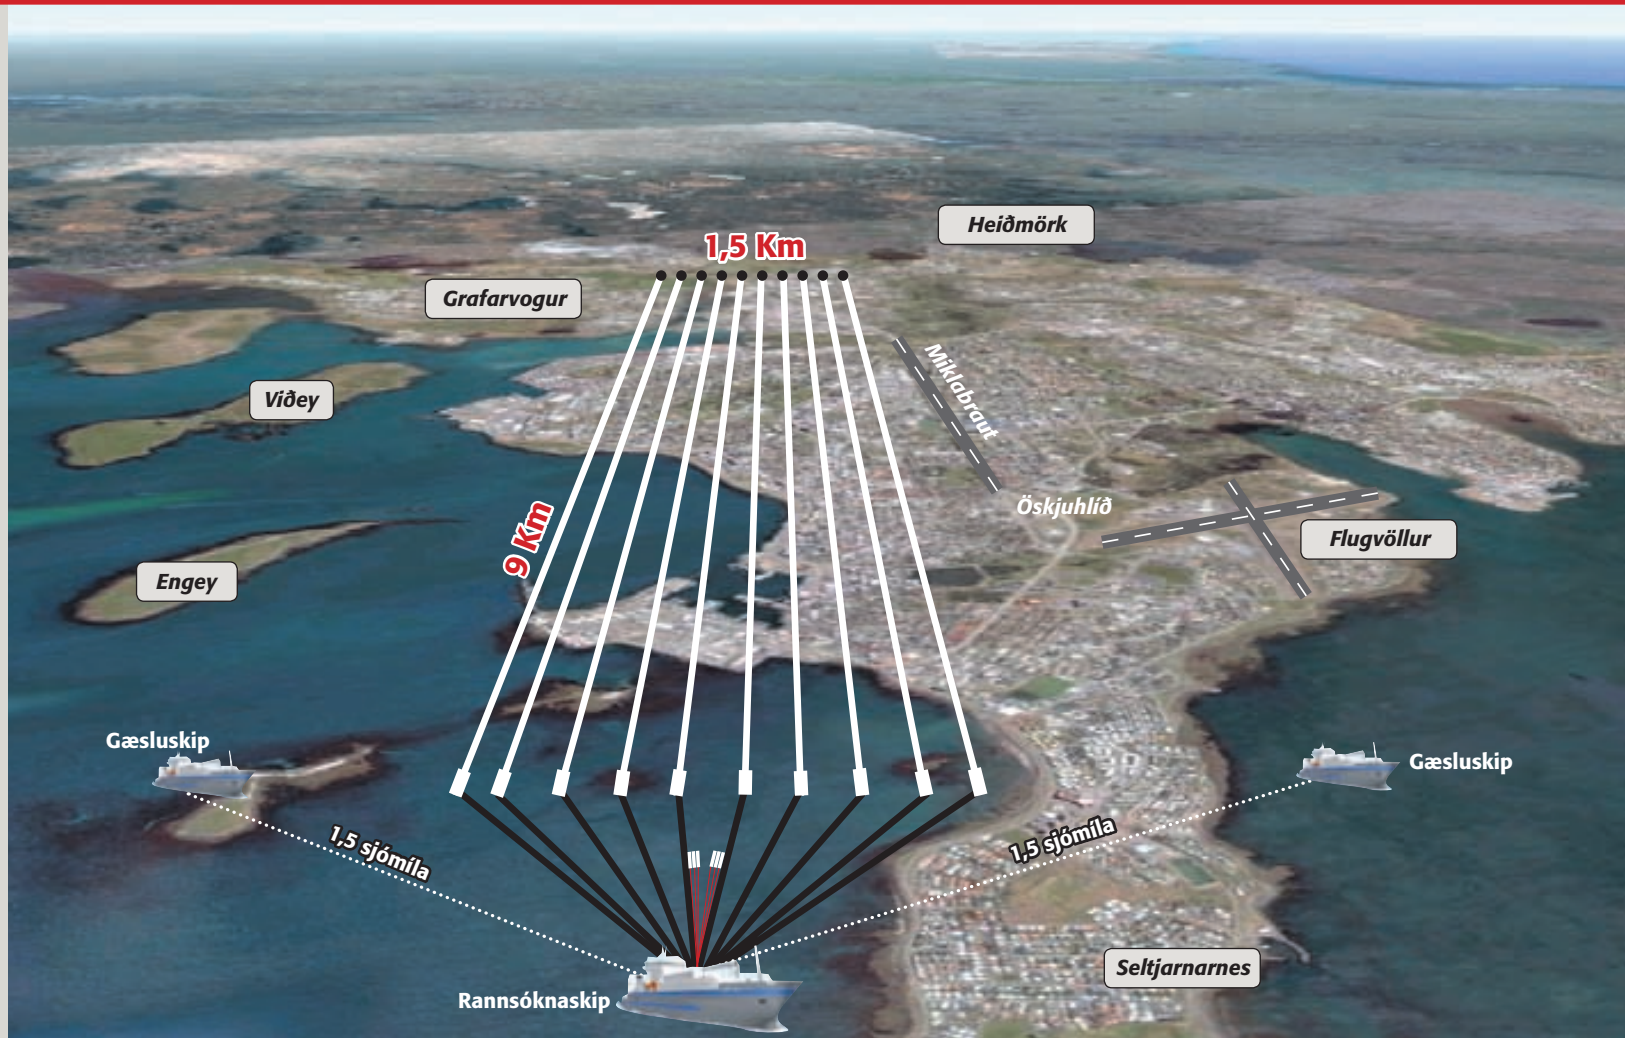 Heiðmörk
1,5 Km
Grafarvogur
Miklabraut
Viðey
Öskjuhlíð
9 Km
Flugvöllur
Engey
Gæsluskip
Gæsluskip
1,5 sjómíla
1,5 sjómíla
Seltjarnarnes
Rannsóknaskip